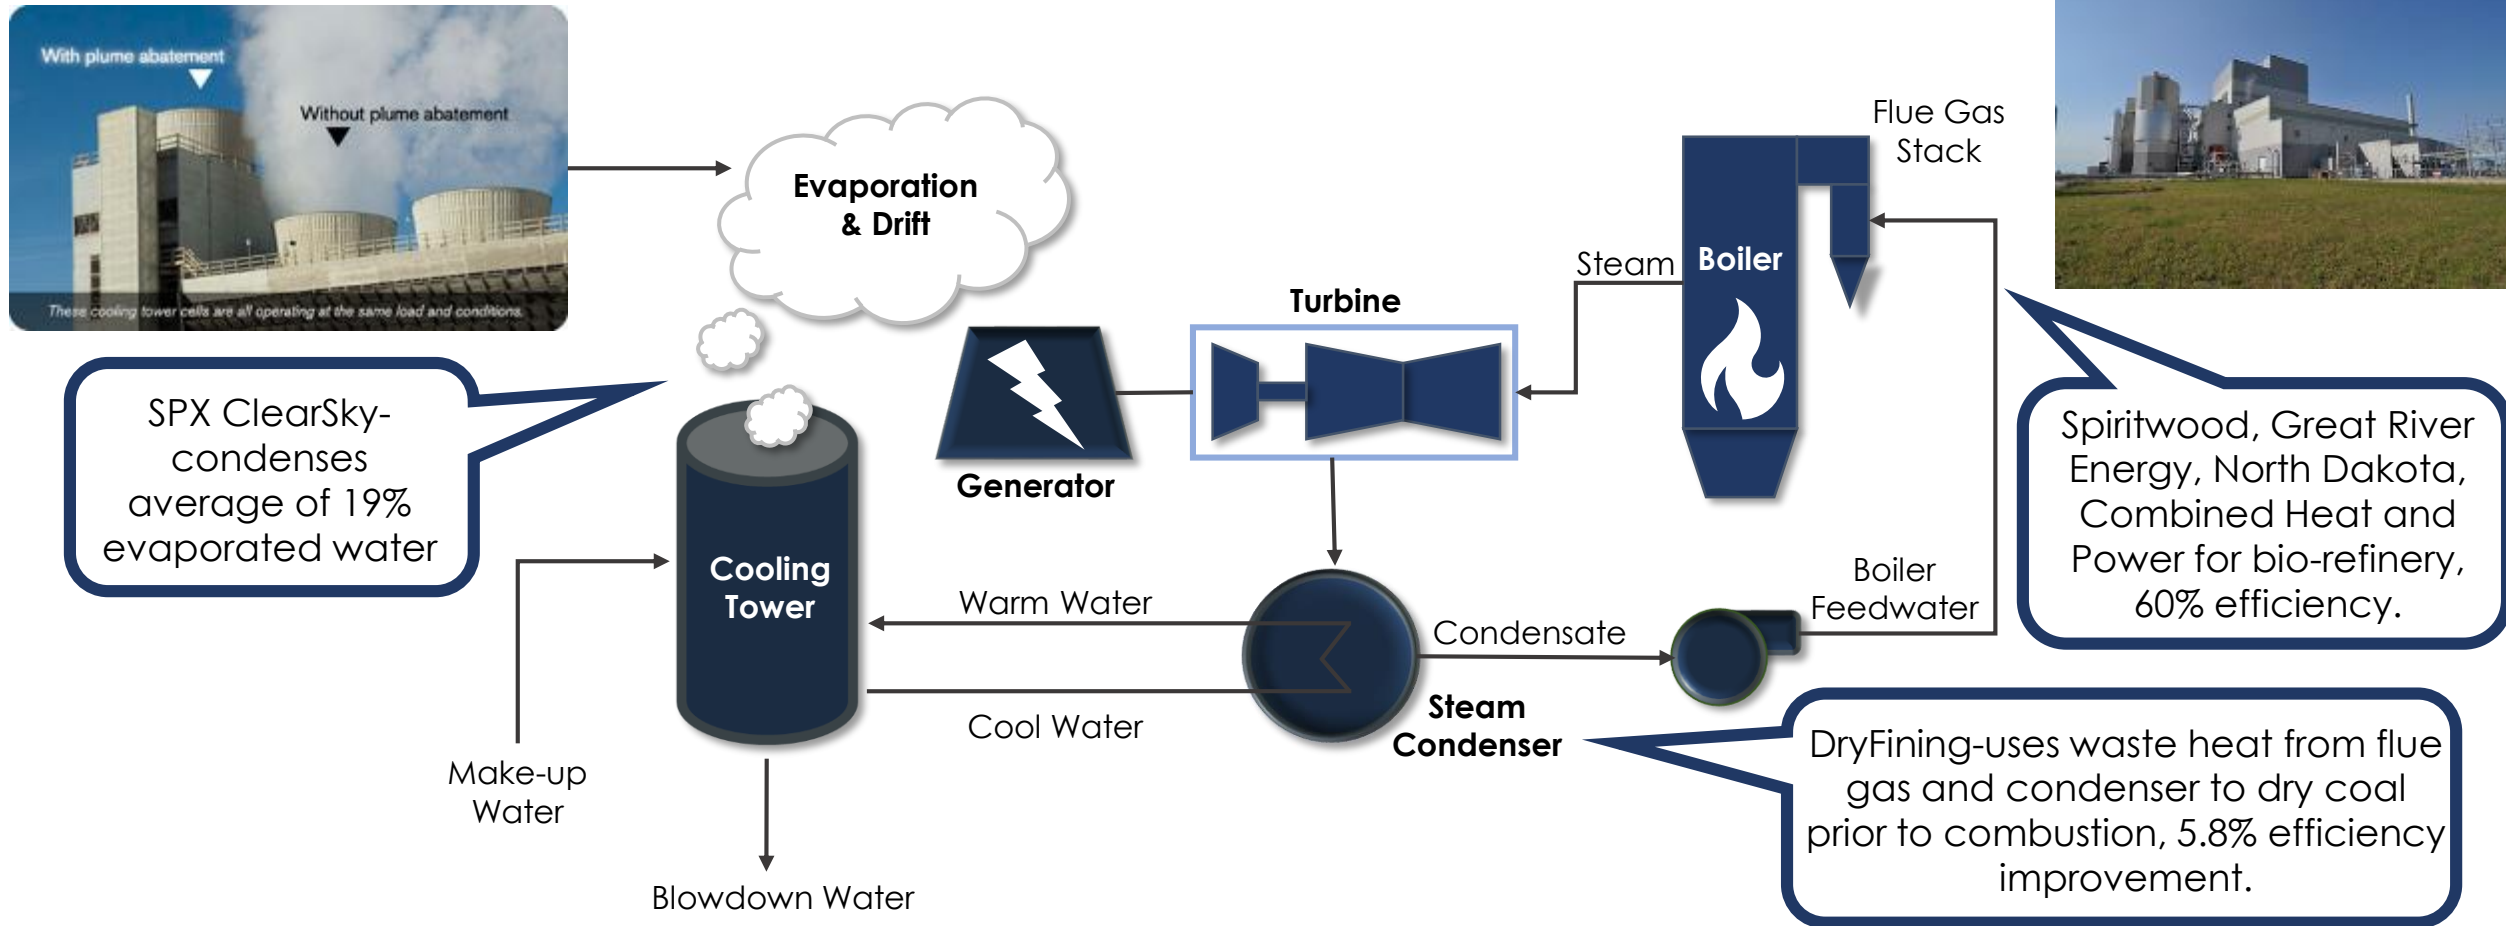 With plume abatement
Without plume abatement
These cooling tower cells are all operating at the same load and conditions.
Evaporation
& Drift
Flue Gas
Stack
Steam
Boiler
Turbine
Generator
SPX ClearSky-
condenses
average of 19%
evaporated water
Spiritwood, Great River
Energy, North Dakota,
Combined Heat and
Power for bio-refinery,
60% efficiency.
Cooling
Tower
Warm Water
Cool Water
Condensate
Boiler
Feedwater
Steam
Condenser
Make-up
Water
Blowdown Water
DryFining-uses waste heat from flue
gas and condenser to dry coal
prior to combustion, 5.8% efficiency
improvement.